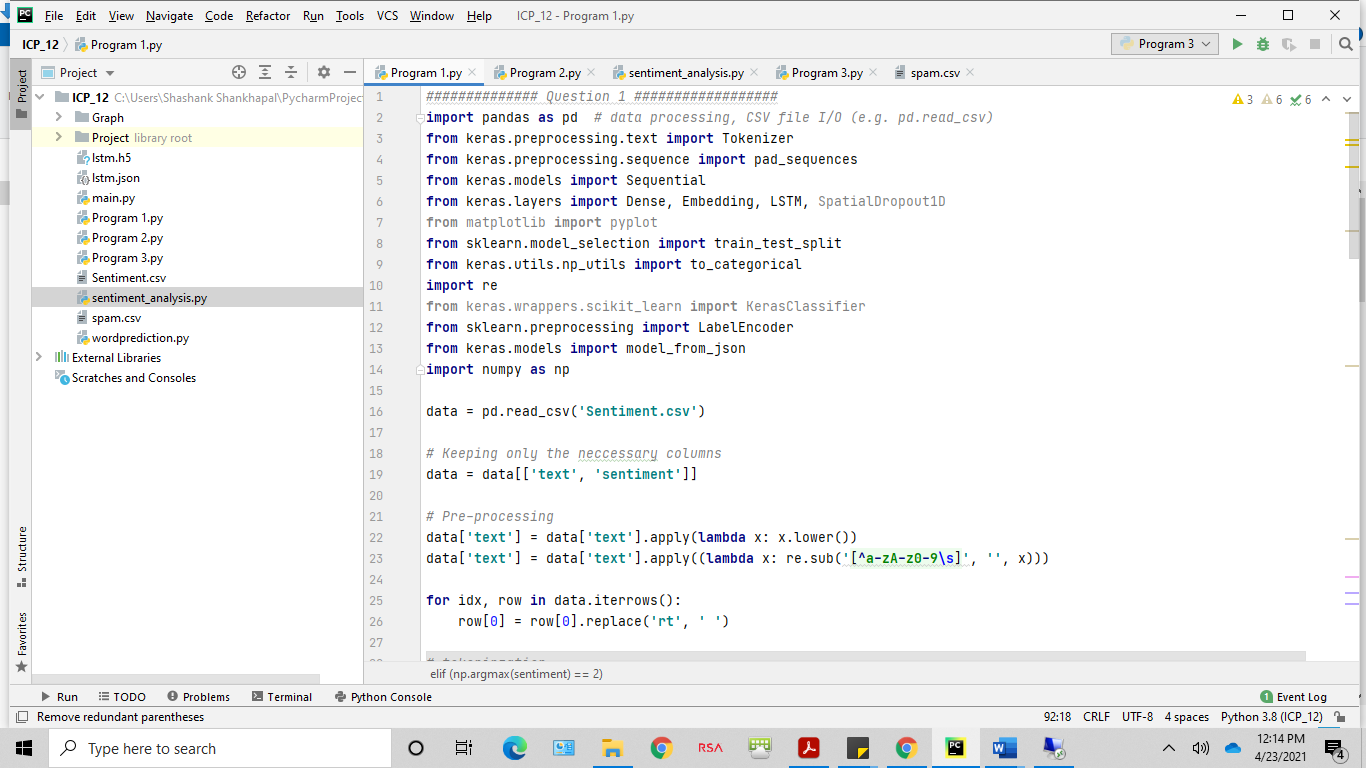 PC File Edit View Navigate Code Refactor Run Tools VCS Window Help ICP_12 - Program 1.py
ICP_12 Program 1.py Program 3
Project Program 1.py Program 2.py sentiment_analysis.py Program 3.py spam.csv
Project
Structure
Favorites
ICP_12 C:\Users\Shashank Shankhapal\PycharmProjec
Graph
Project library root
lstm.h5
lstm.json
main.py
Program 1.py
Program 2.py
Program 3.py
Sentiment.csv
sentiment_analysis.py
spam.csv
wordprediction.py
External Libraries
Scratches and Consoles
3 6 6
1 ############## Question 1 ##################
2 import pandas as pd # data processing, CSV file I/O (e.g. pd.read_csv)
3 from keras.preprocessing.text import Tokenizer
4 from keras.preprocessing.sequence import pad_sequences
5 from keras.models import Sequential
6 from keras.layers import Dense, Embedding, LSTM, SpatialDropout1D
7 from matplotlib import pyplot
8 from sklearn.model_selection import train_test_split
9 from keras.utils.np_utils import to_categorical
10 import re
11 from keras.wrappers.scikit_learn import KerasClassifier
12 from sklearn.preprocessing import LabelEncoder
13 from keras.models import model_from_json
14 import numpy as np
15
16 data = pd.read_csv('Sentiment.csv')
17
18 # Keeping only the neccessary columns
19 data = data[['text', 'sentiment']]
20
21 # Pre-processing
22 data['text'] = data['text'].apply(lambda x: x.lower())
23 data['text'] = data['text'].apply((lambda x: re.sub('[^a-zA-z0-9\s]', '', x)))
24
25 for idx, row in data.iterrows():
26 row[0] = row[0].replace('rt', ' ')
27
elif (np.argmax(sentiment) == 2)
Run TODO Problems Terminal Python Console 1 Event Log
Remove redundant parentheses 92:18 CRLF UTF-8 4 spaces Python 3.8 (ICP_12)
Type here to search RSA PC 12:14 PM
4/23/2021 4